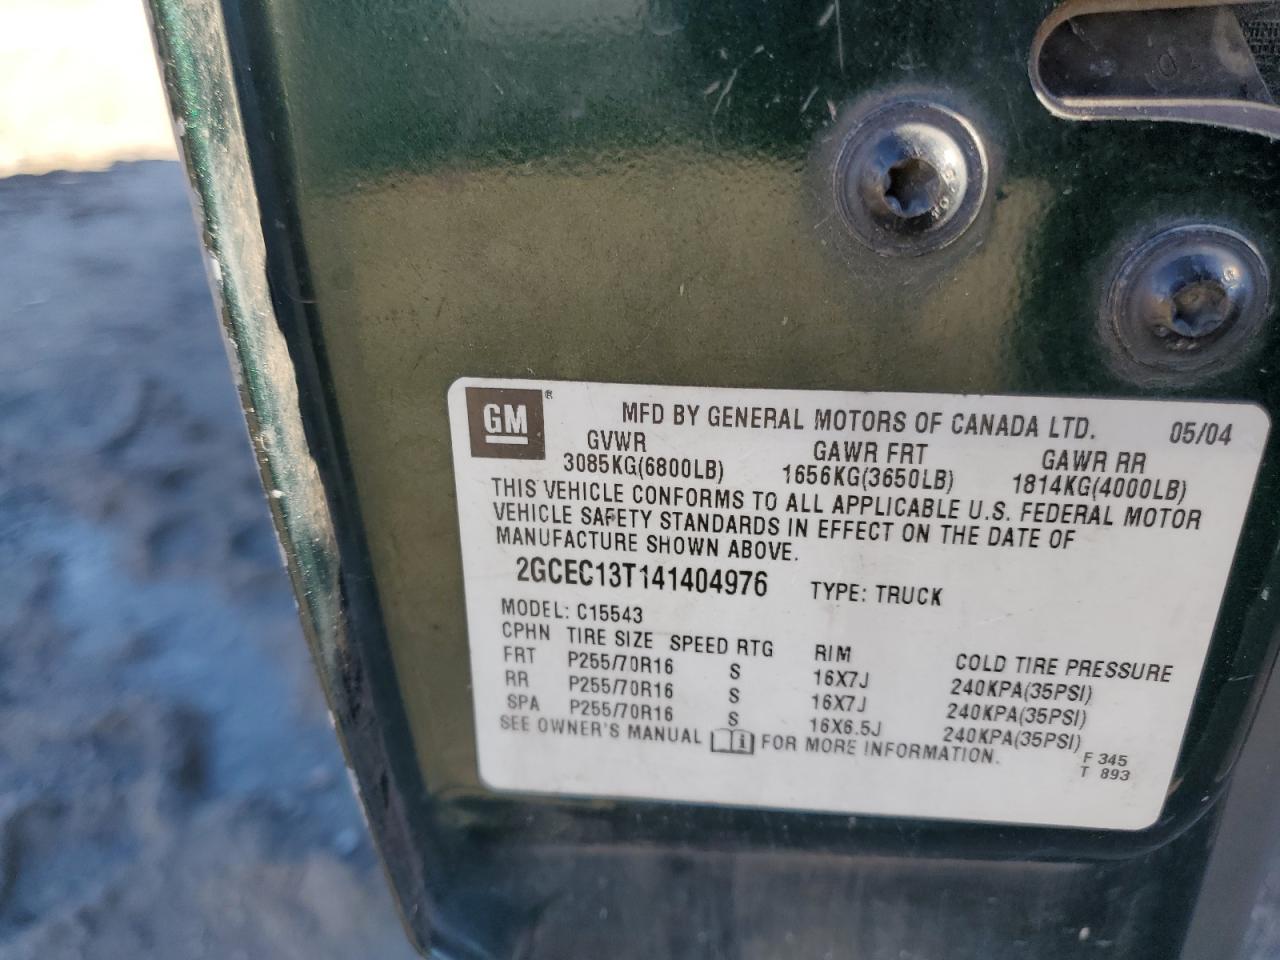 GM ® MFD BY GENERAL MOTORS OF CANADA LTD. 05/04
GVWR GAWR FRT GAWR RR
3085KG(6800LB) 1656KG(3650LB) 1814KG(4000LB)
THIS VEHICLE CONFORMS TO ALL APPLICABLE U.S. FEDERAL MOTOR
VEHICLE SAFETY STANDARDS IN EFFECT ON THE DATE OF
MANUFACTURE SHOWN ABOVE.
2GCEC13T141404976 TYPE: TRUCK
MODEL: C15543
CPHN TIRE SIZE SPEED RTG RIM COLD TIRE PRESSURE
FRT P255/70R16 S 16X7J 240KPA(35PSI)
RR P255/70R16 S 16X7J 240KPA(35PSI)
SPA P255/70R16 S 16X6.5J 240KPA(35PSI)
SEE OWNER'S MANUAL i FOR MORE INFORMATION.
F 345
T 893